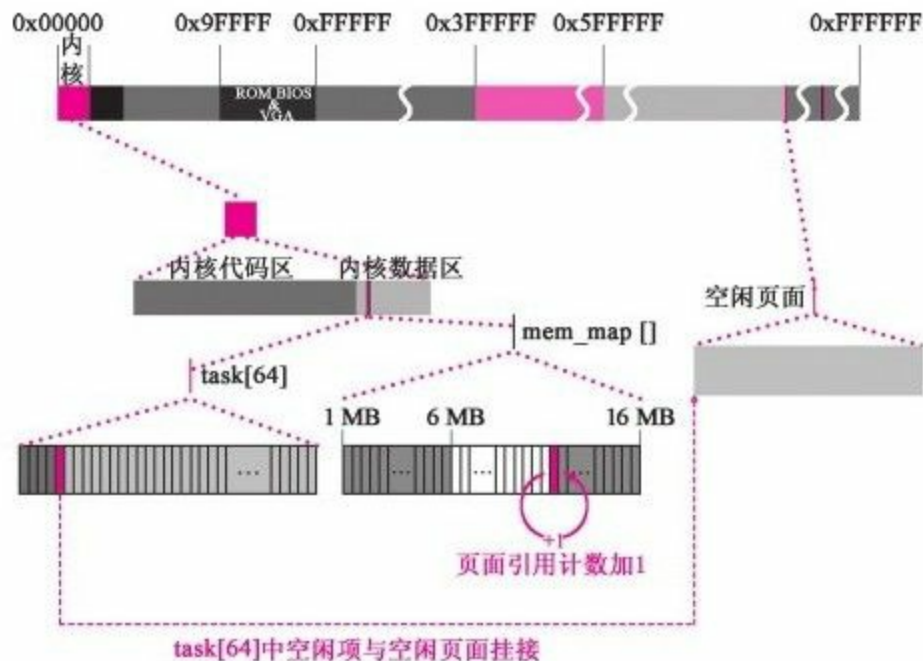 0x00000 0x9FFFF 0xFFFFF 0x3FFFFF 0x5FFFFF 0xFFFFFF
内
核
ROM BIOS
&
VGA
内核代码区 内核数据区
空闲页面
mem_map []
task[64]
1 MB 6 MB 16 MB
... ... ... ...
+1
页面引用计数加1
task[64]中空闲项与空闲页面挂接